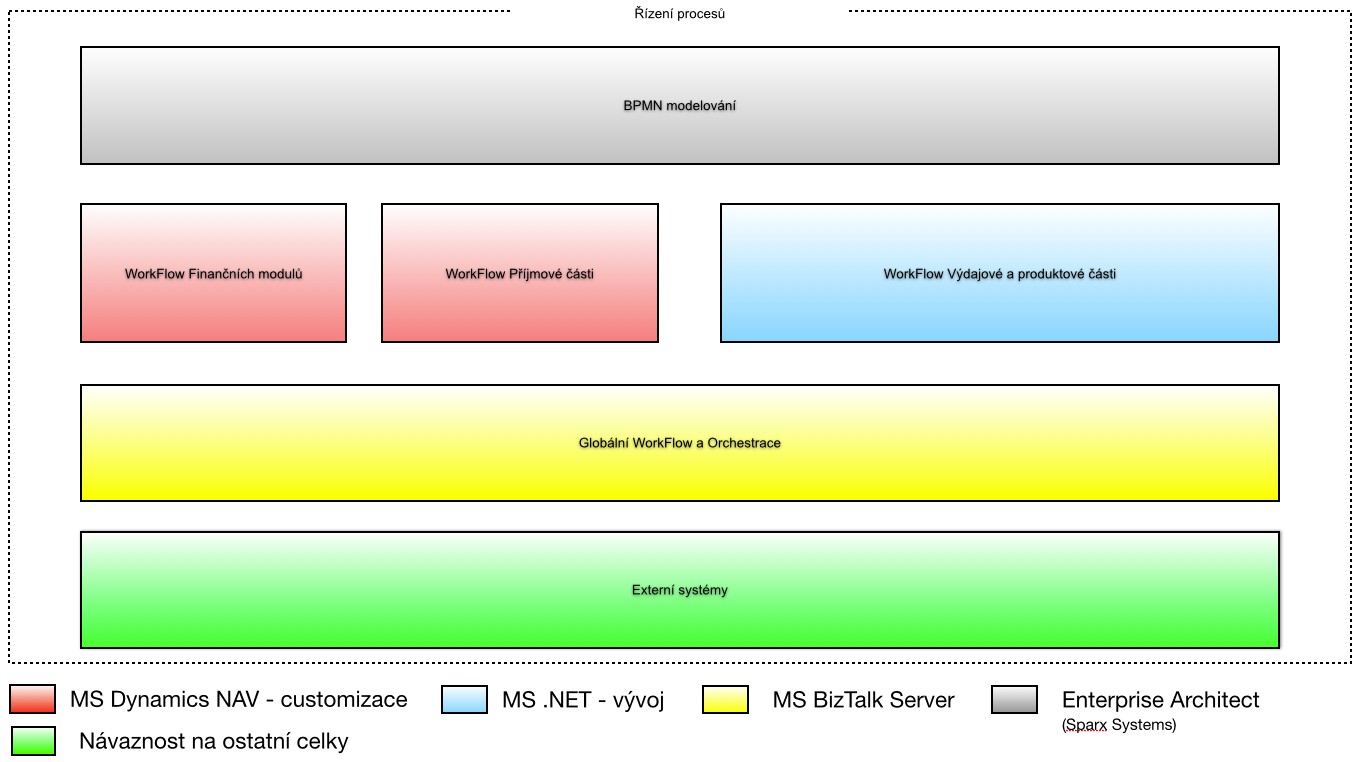 Řízení procesů
BPMN modelování
WorkFlow Finančních modulů
WorkFlow Příjmové části
WorkFlow Výdajové a produktové části
Globální WorkFlow a Orchestrace
Externí systémy
MS Dynamics NAV - customizace
MS .NET - vývoj
MS BizTalk Server
Enterprise Architect
(Sparx Systems)
Návaznost na ostatní celky